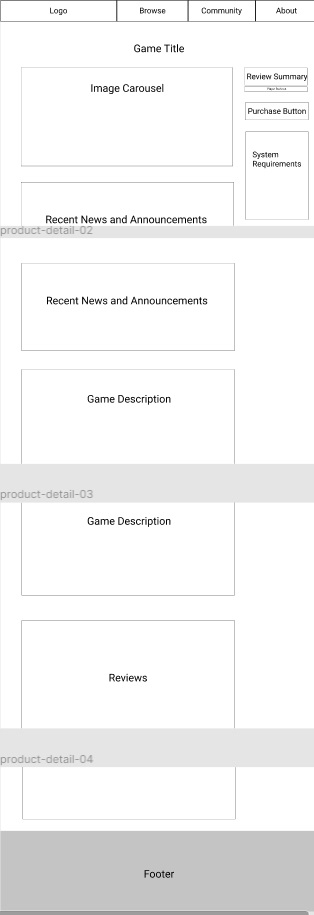 Logo
Browse
Community
About
Game Title
Image Carousel
Review Summary
Purchase Button
System
Requirements
Recent News and Announcements
product-detail-02
Recent News and Announcements
Game Description
product-detail-03
Game Description
Reviews
product-detail-04
Footer